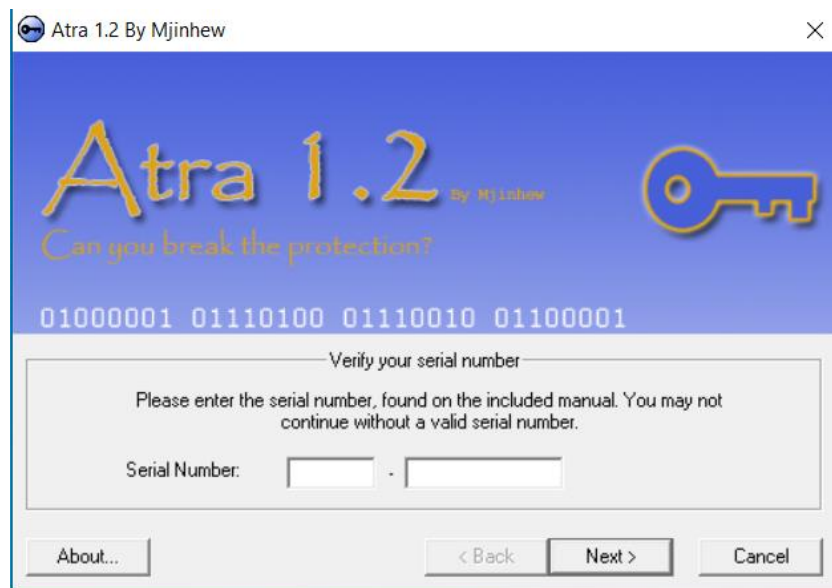 Atra 1.2 By Mjinhew
Atra 1.2 By Mjinhew
Can you break the protection?
01000001 01110100 01110010 01100001
Verify your serial number
Please enter the serial number, found on the included manual. You may not
continue without a valid serial number.
Serial Number: -
About... < Back Next > Cancel